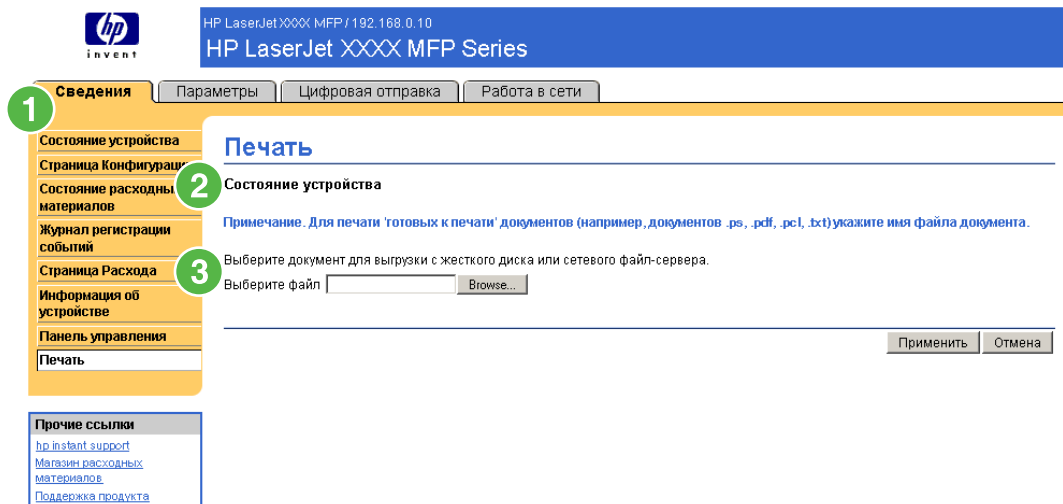 hp
invent
HP LaserJet XXXX MFP / 192.168.0.10
HP LaserJet XXXX MFP Series
Сведения
Параметры
Цифровая отправка
Работа в сети
1
Состояние устройства
Страница Конфигураци
Состояние расходны
материалов
Журнал регистрации
событий
Страница Расхода
Информация об
устройстве
Панель управления
Печать
Прочие ссылки
hp instant support
Магазин расходных
материалов
Поддержка продукта
Печать
2
Состояние устройства
Примечание. Для печати 'готовых к печати' документов (например, документов .ps, .pdf, .pcl, .txt) укажите имя файла документа.
Выберите документ для выгрузки с жесткого диска или сетевого файл-сервера.
3
Выберите файл
Browse...
Применить
Отмена